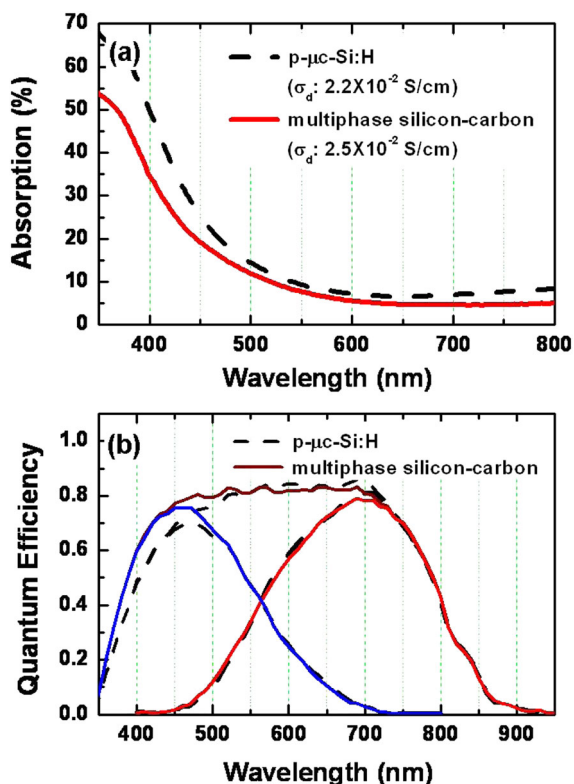 (a)
p-μc-Si:H
(σd: 2.2X10-2 S/cm)
multiphase silicon-carbon
(σd: 2.5X10-2 S/cm)
Absorption (%)
70
60
50
40
30
20
10
0
400 500 600 700 800
Wavelength (nm)
(b)
p-μc-Si:H
multiphase silicon-carbon
Quantum Efficiency
1.0
0.8
0.6
0.4
0.2
0.0
400 500 600 700 800 900
Wavelength (nm)